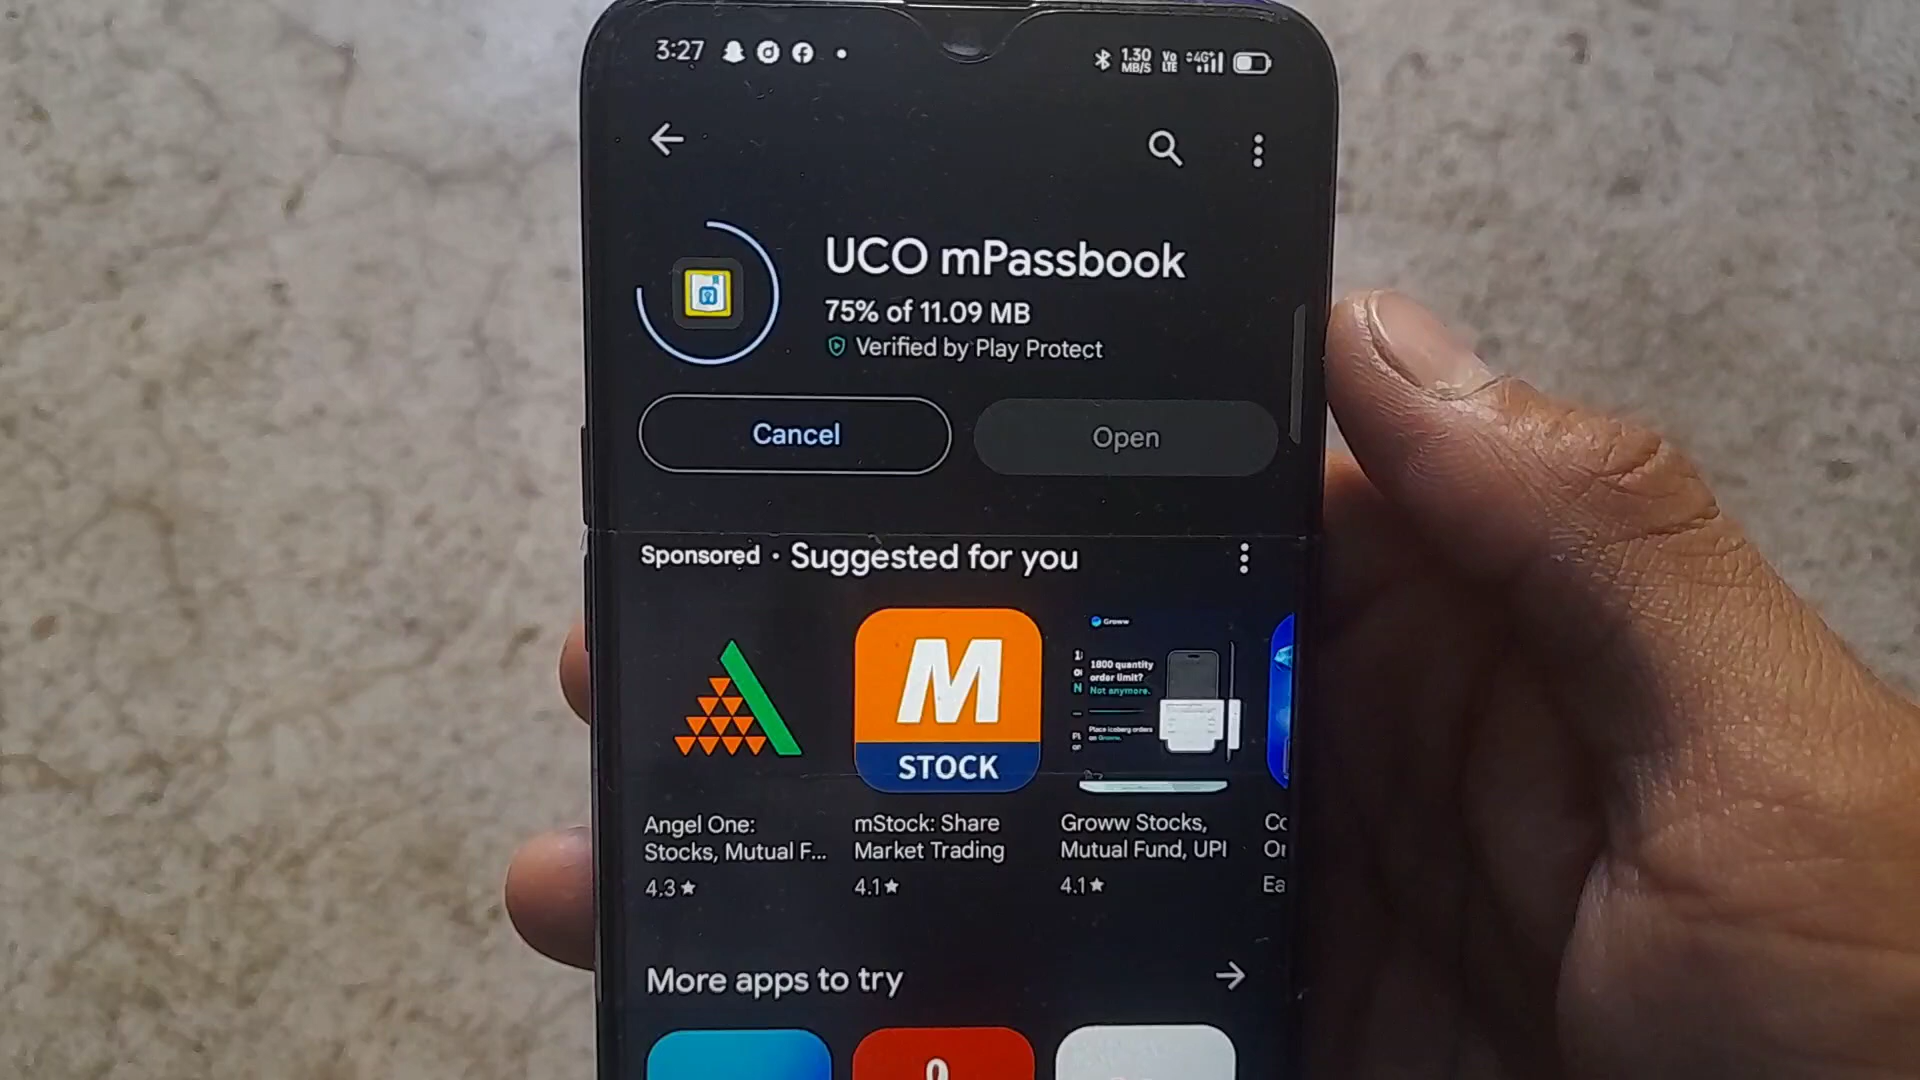 3:27
1.30 MB/S Vo LTE 4G+
UCO mPassbook
75% of 11.09 MB
Verified by Play Protect
Cancel
Open
Sponsored • Suggested for you
Groww
1800 quantity
order limit?
Not anymore.
Place iceberg orders
on Groww.
M
STOCK
Angel One:
Stocks, Mutual F...
4.3★
mStock: Share
Market Trading
4.1★
Groww Stocks,
Mutual Fund, UPI
4.1★
Ea
More apps to try